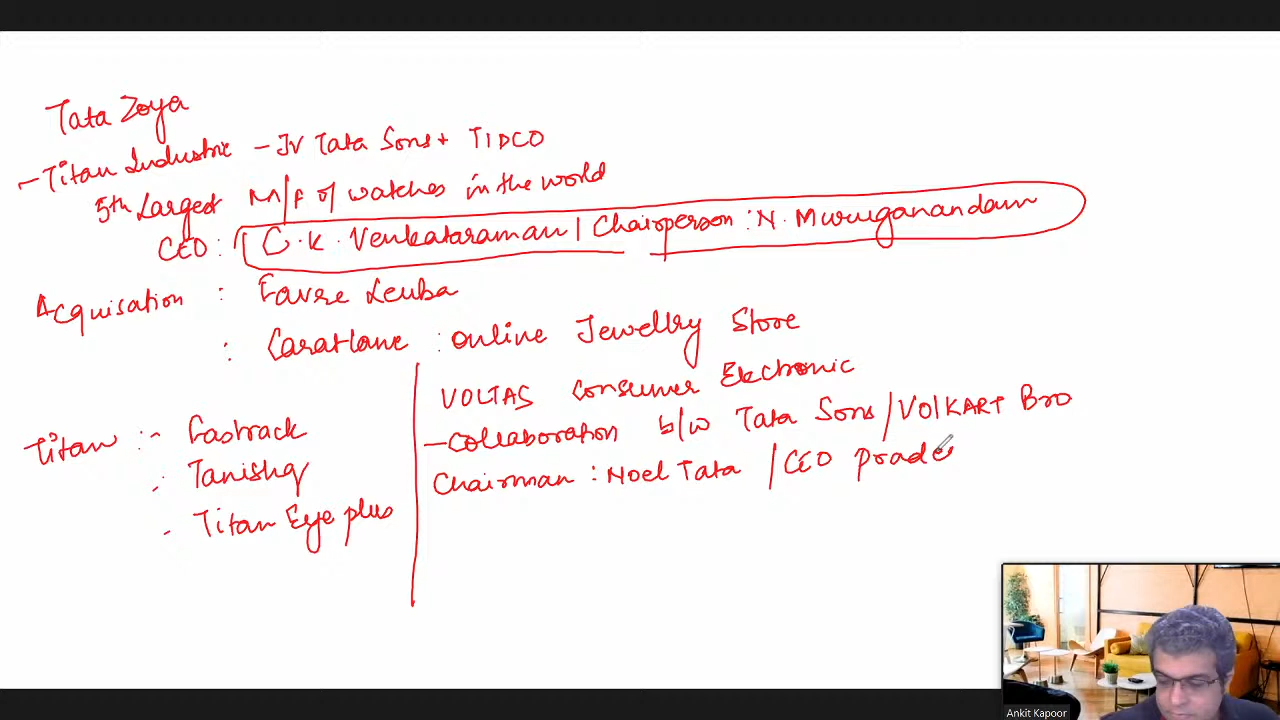 Tata Zoya
- Titan Industrie - JV Tata Sons + TIDCO
5th Largest M/F of watches in the world
CEO: C.K. Venkataraman | Chairperson: N. Muruganandam
Acquisation : Favre Leuba
: Caratlane : online Jewellry Store
Titan :- Fastrack
- Tanishq
- Titan Eye plus
VOLTAS Consumer Electronic
- Collaboration b/w Tata Sons / VOLKART Bro
Chairman : Noel Tata / CEO Prade
Ankit Kapoor